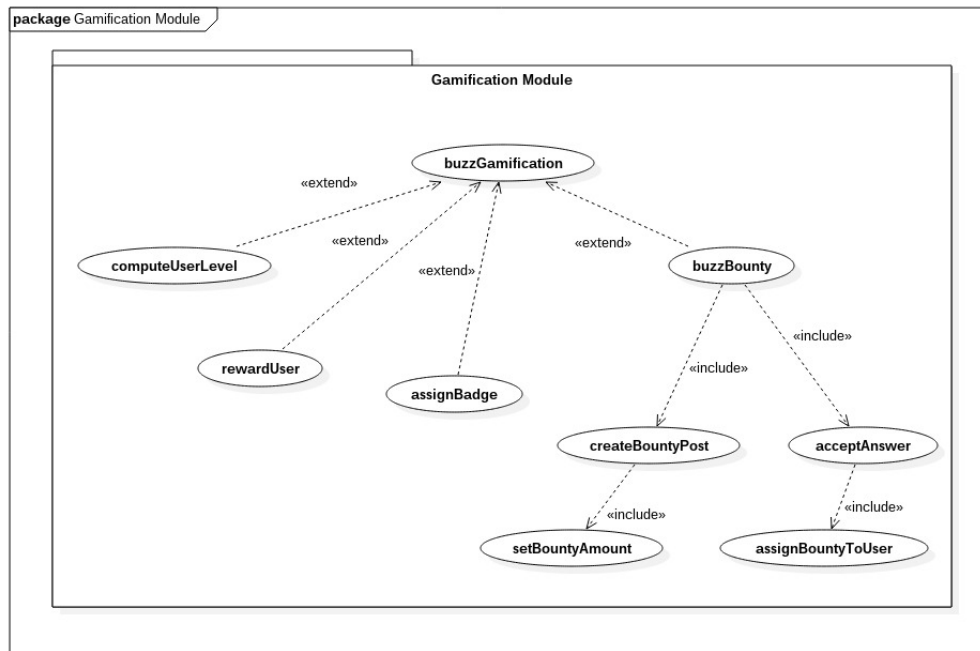 package Gamification Module
Gamification Module
buzzGamification
«extend»
«extend»
«extend»
«extend»
computeUserLevel
buzzBounty
«include»
rewardUser
«include»
assignBadge
createBountyPost
acceptAnswer
«include»
«include»
setBountyAmount
assignBountyToUser